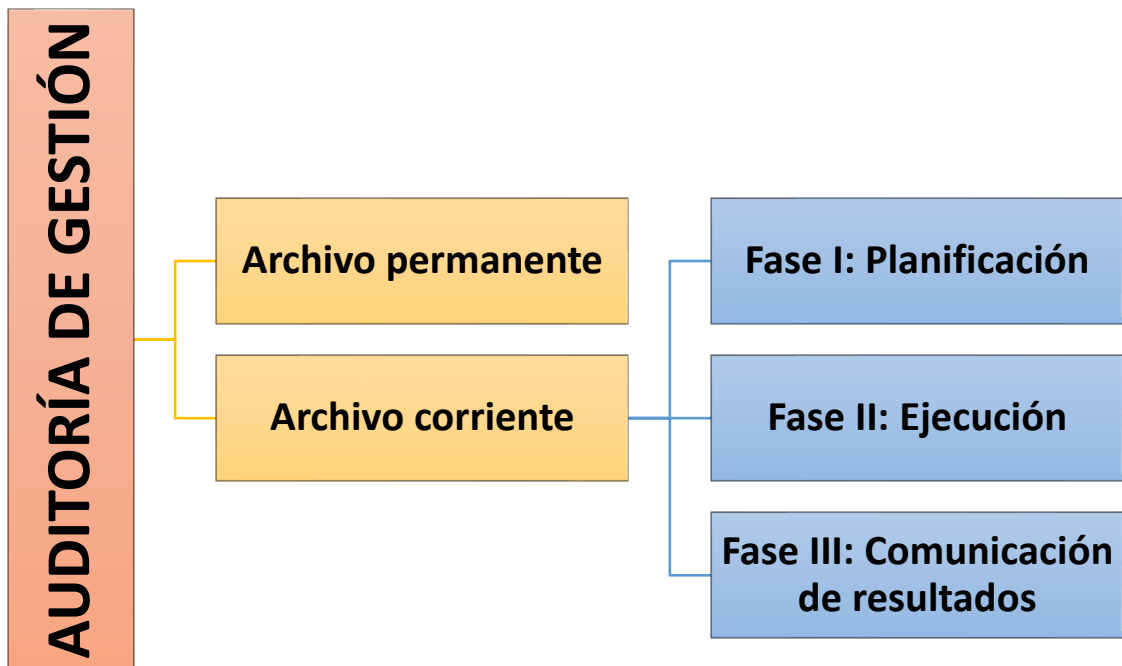 AUDITORÍA DE GESTIÓN
Archivo permanente
Archivo corriente
Fase I: Planificación
Fase II: Ejecución
Fase III: Comunicación
de resultados